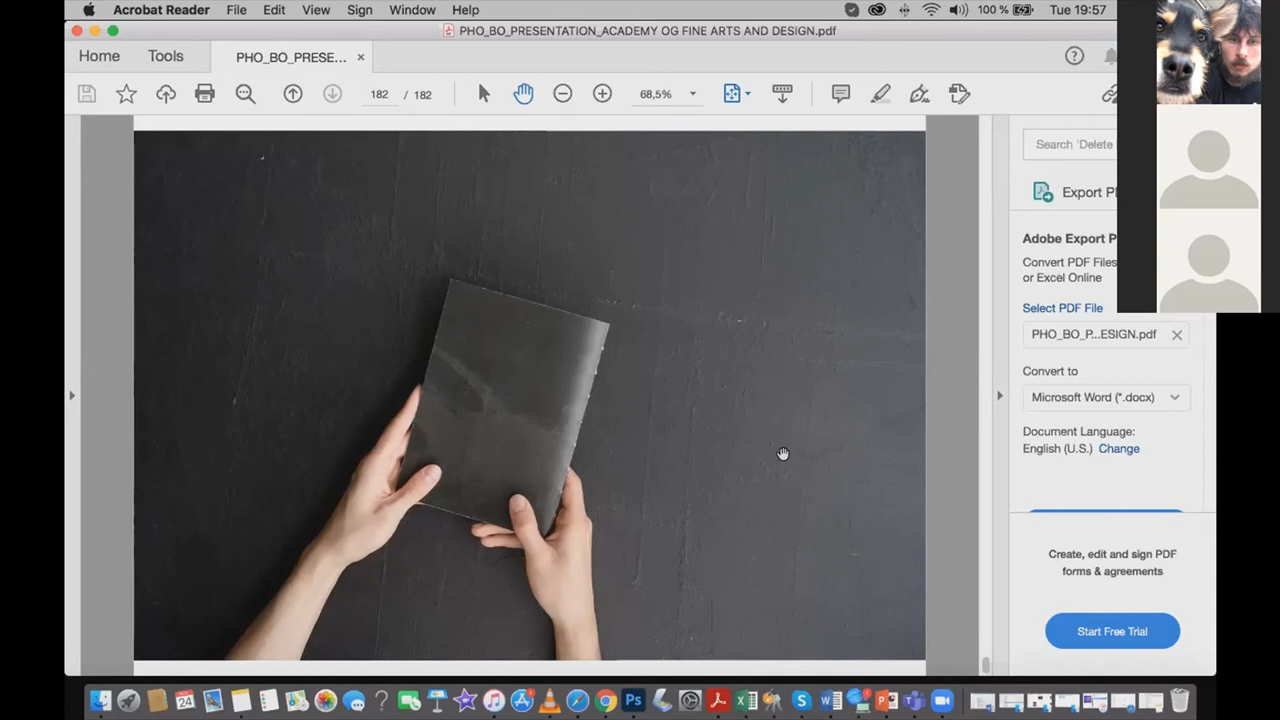 Acrobat Reader File Edit View Sign Window Help 100 % Tue 19:57
PHO_BO_PRESENTATION_ACADEMY OG FINE ARTS AND DESIGN.pdf
Home Tools PHO_BO_PRESE... ×
182 / 182 68,5%
Search 'Delete
Export P
Adobe Export P
Convert PDF Files
or Excel Online
Select PDF File
PHO_BO_P...ESIGN.pdf
Convert to
Microsoft Word (*.docx)
Document Language:
English (U.S.) Change
Create, edit and sign PDF
forms & agreements
Start Free Trial
24
Ps